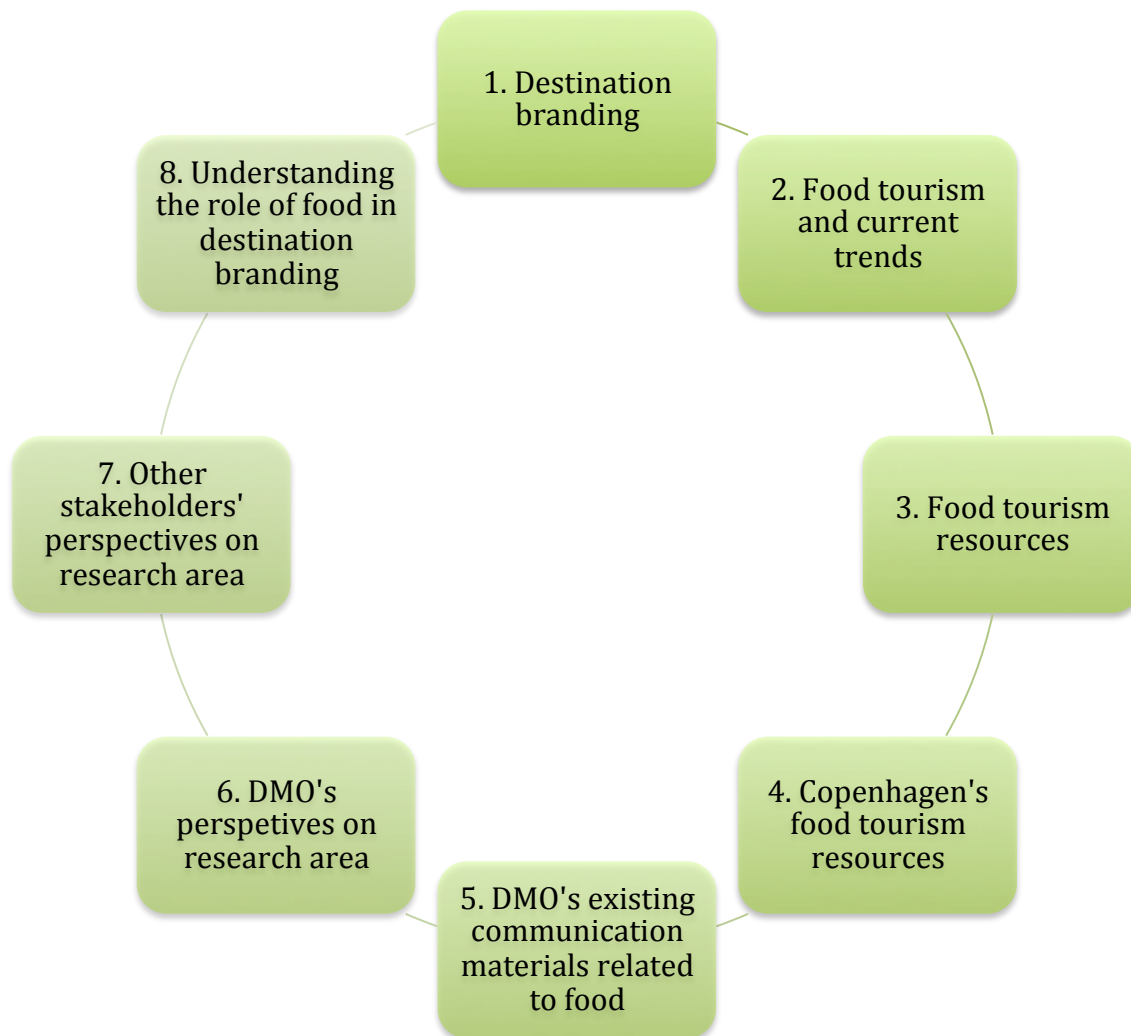 1. Destination
branding
2. Food tourism
and current
trends
3. Food tourism
resources
4. Copenhagen's
food tourism
resources
5. DMO's existing
communication
materials related
to food
6. DMO's
perspetives on
research area
7. Other
stakeholders'
perspectives on
research area
8. Understanding
the role of food in
destination
branding